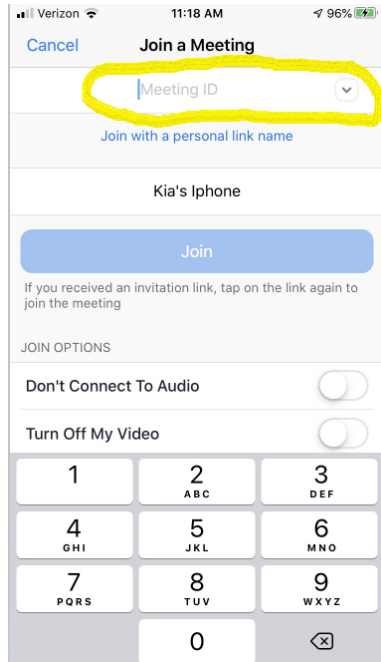 Verizon 11:18 AM 96%
Cancel Join a Meeting
Meeting ID
Join with a personal link name
Kia's Iphone
Join
If you received an invitation link, tap on the link again to
join the meeting
JOIN OPTIONS
Don't Connect To Audio
Turn Off My Video
1 2 3
ABC DEF
4 5 6
GHI JKL MNO
7 8 9
PQRS TUV WXYZ
0